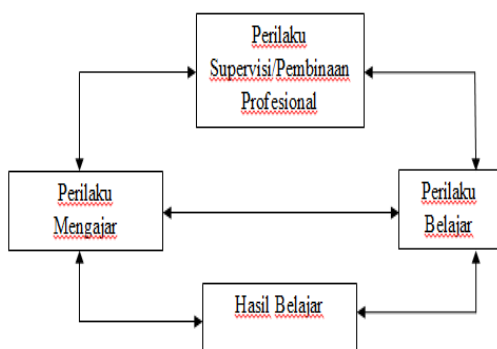 Perilaku
Supervisi/Pembinaan
Profesional
Perilaku
Mengajar
Perilaku
Belajar
Hasil Belajar